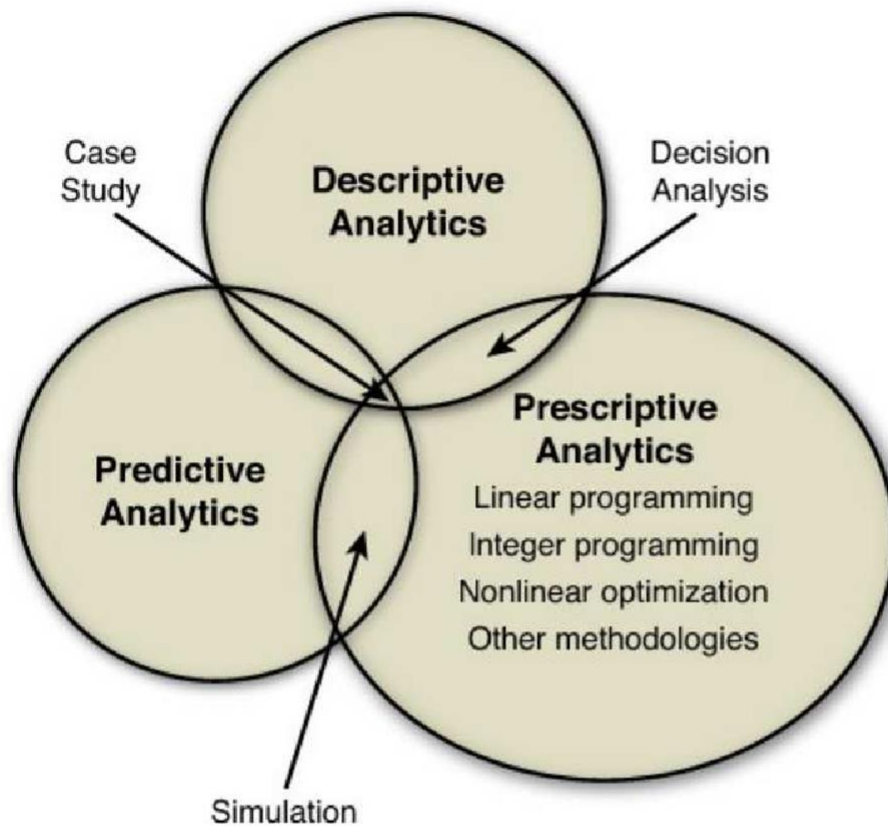 Case
Study
Decision
Analysis
Descriptive
Analytics
Predictive
Analytics
Prescriptive
Analytics
Linear programming
Integer programming
Nonlinear optimization
Other methodologies
Simulation